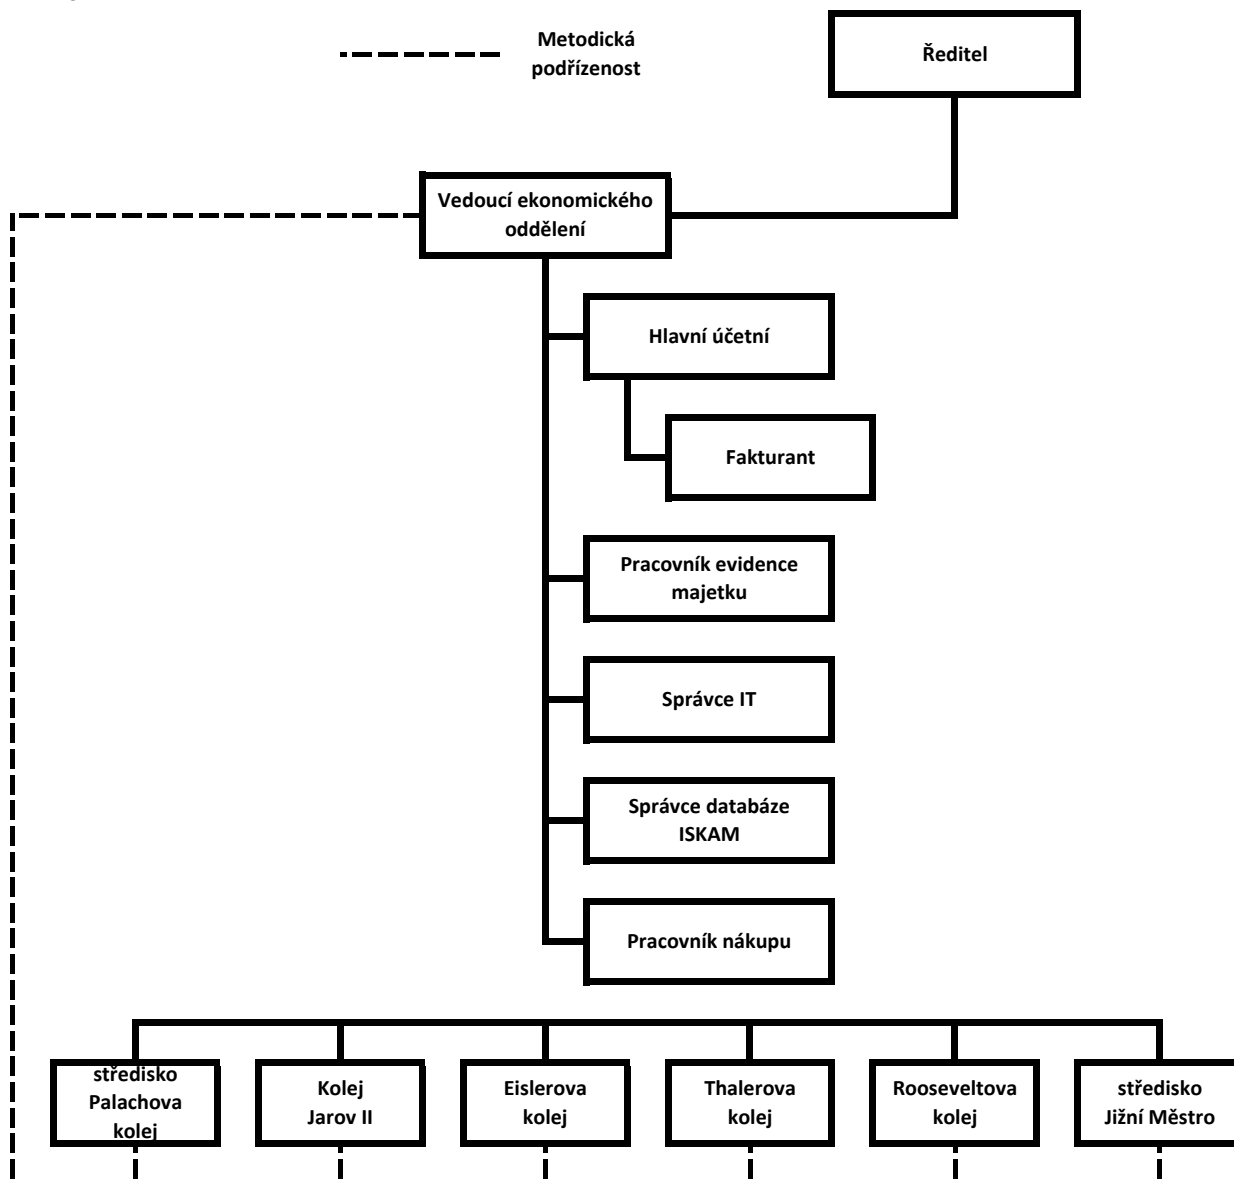 Metodická
podřízenost
Ředitel
Vedoucí ekonomického
oddělení
Hlavní účetní
Fakturant
Pracovník evidence
majetku
Správce IT
Správce databáze
ISKAM
Pracovník nákupu
středisko
Palachova
kolej
Kolej
Jarov II
Eislerova
kolej
Thalerova
kolej
Rooseveltova
kolej
středisko
Jižní Městro